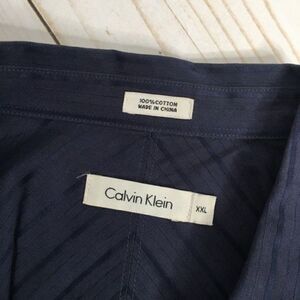 100% COTTON
MADE IN CHINA
Calvin Klein
XXL